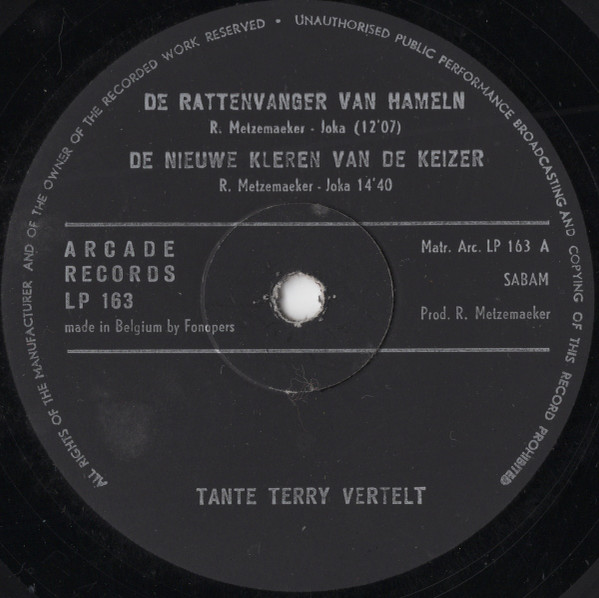 ALL RIGHTS OF THE MANUFACTURER AND OF THE OWNER OF THE RECORDED WORK RESERVED • UNAUTHORISED PUBLIC PERFORMANCE BROADCASTING AND COPYING OF THIS RECORD PROHIBITED
DE RATTENVANGER VAN HAMELN
R. Metzemaeker - Joka (12'07)
DE NIEUWE KLEREN VAN DE KEIZER
R. Metzemaeker - Joka 14'40
ARCADE
RECORDS
LP 163
made in Belgium by Fonopers
Matr. Arc. LP 163 A
SABAM
Prod. R. Metzemaeker
TANTE TERRY VERTELT